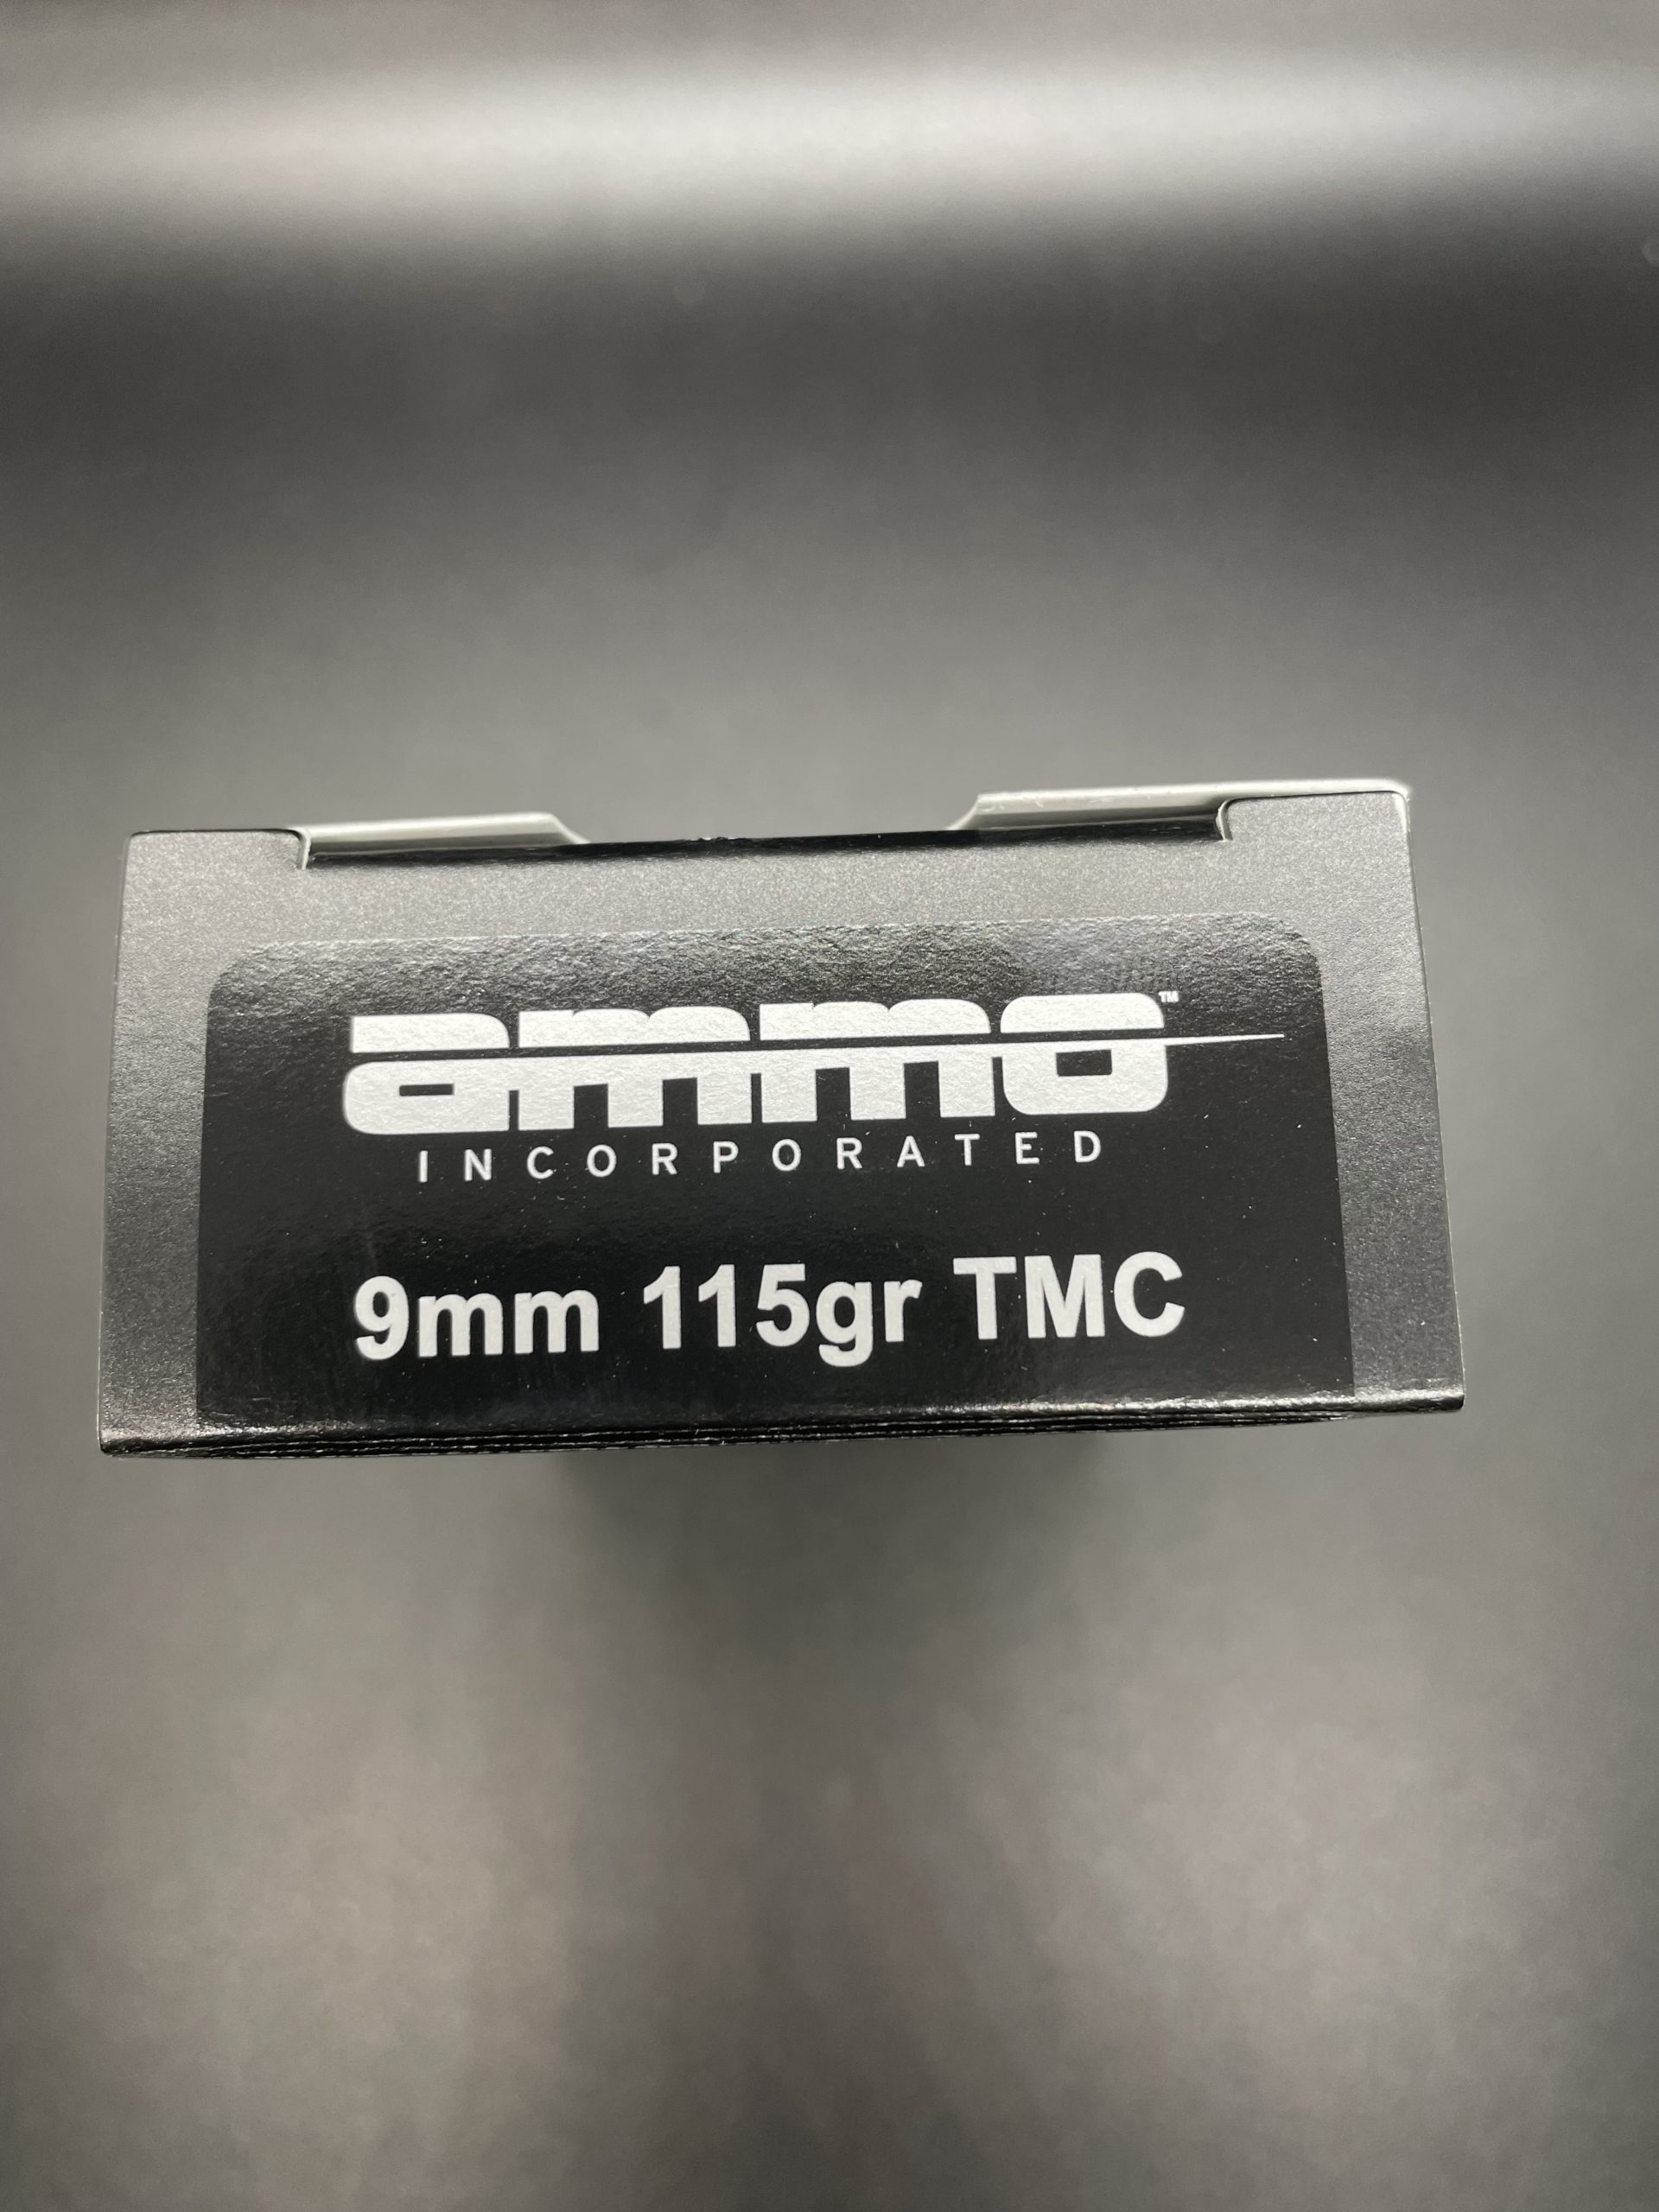 ammo™
INCORPORATED
9mm 115gr TMC